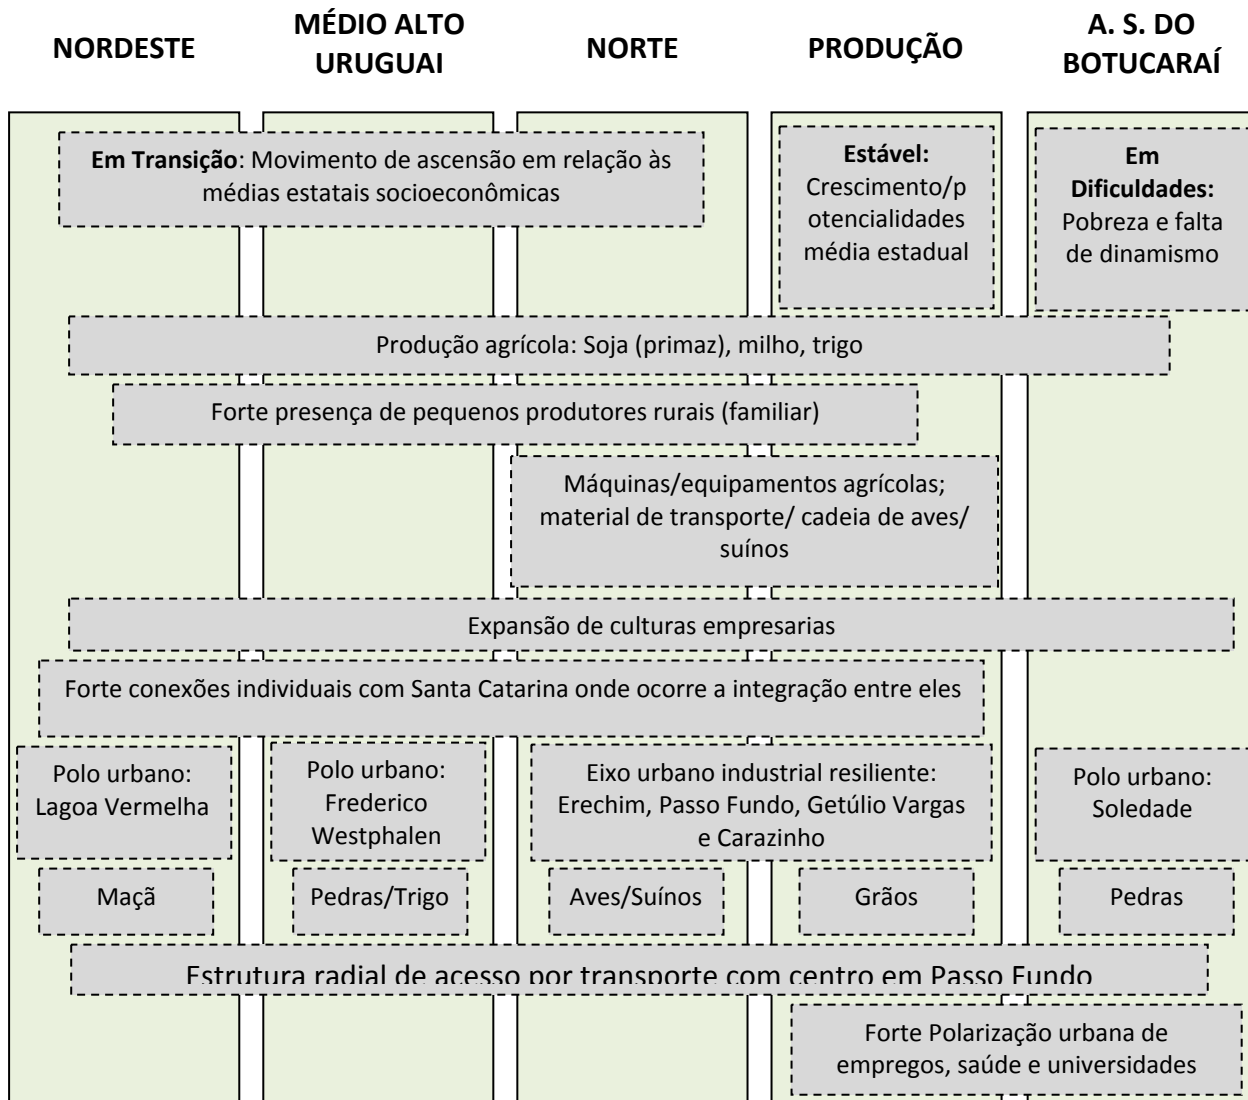 NORDESTE
MÉDIO ALTO
URUGUAI
NORTE
PRODUÇÃO
A. S. DO
BOTUCARAÍ
Em Transição: Movimento de ascensão em relação às
médias estatais socioeconômicas
Estável:
Crescimento/p
otencialidades
média estadual
Em
Dificuldades:
Pobreza e falta
de dinamismo
Produção agrícola: Soja (primaz), milho, trigo
Forte presença de pequenos produtores rurais (familiar)
Máquinas/equipamentos agrícolas;
material de transporte/ cadeia de aves/
suínos
Expansão de culturas empresarias
Forte conexões individuais com Santa Catarina onde ocorre a integração entre eles
Polo urbano:
Lagoa Vermelha
Polo urbano:
Frederico
Westphalen
Eixo urbano industrial resiliente:
Erechim, Passo Fundo, Getúlio Vargas
e Carazinho
Polo urbano:
Soledade
Maçã
Pedras/Trigo
Aves/Suínos
Grãos
Pedras
Estrutura radial de acesso por transporte com centro em Passo Fundo
Forte Polarização urbana de
empregos, saúde e universidades